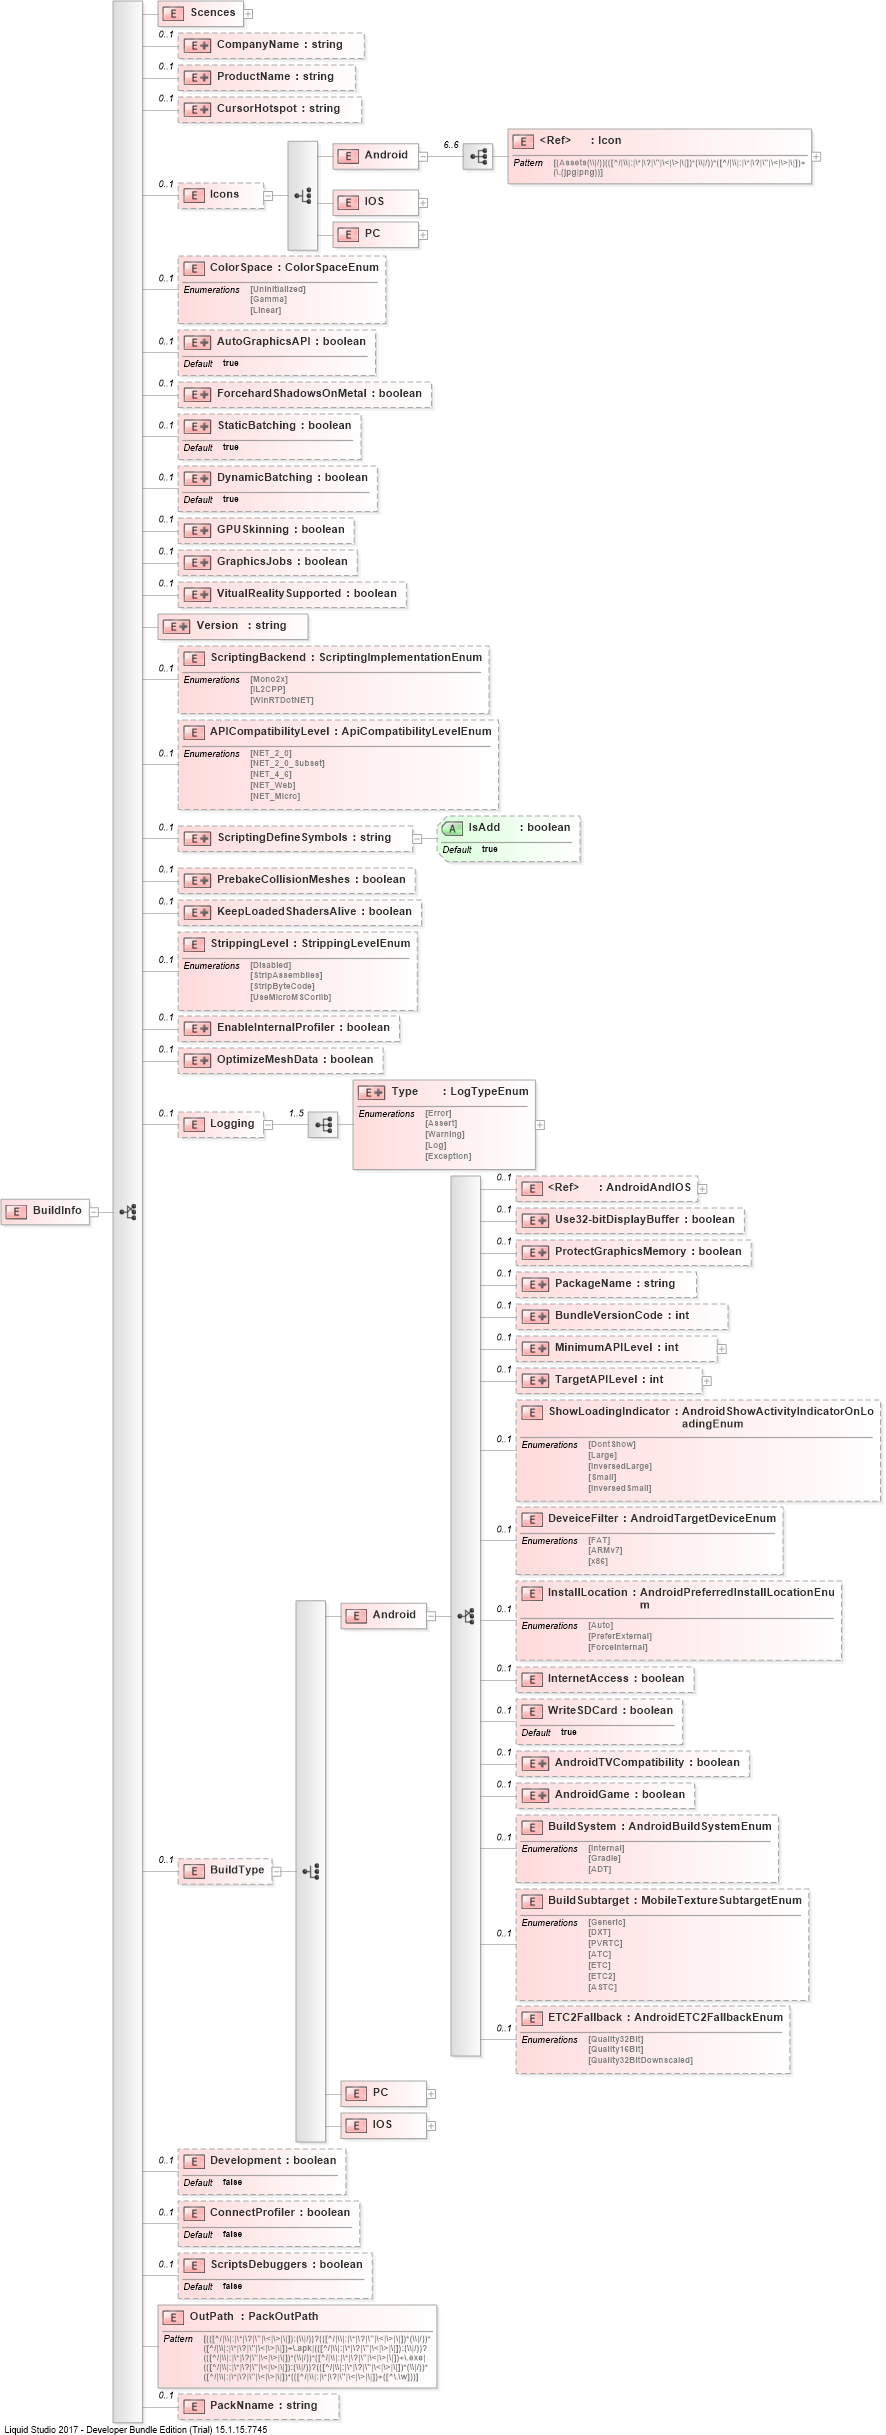 E Scences
0..1
E CompanyName : string
0..1
E ProductName : string
0..1
E CursorHotspot : string
0..1
E Icons
E Android
6..6
E <Ref> : Icon
Pattern
E IOS
E PC
0..1
E ColorSpace : ColorSpaceEnum
Enumerations [Uninitialized]
[Gamma]
[Linear]
0..1
E AutoGraphicsAPI : boolean
Default true
0..1
E ForcehardShadowsOnMetal : boolean
0..1
E StaticBatching : boolean
Default true
0..1
E DynamicBatching : boolean
Default true
0..1
E GPUSkinning : boolean
0..1
E GraphicsJobs : boolean
0..1
E VitualRealitySupported : boolean
E Version : string
0..1
E ScriptingBackend : ScriptingImplementationEnum
Enumerations [Mono2x]
[IL2CPP]
[WinRTDotNET]
0..1
E APICompatibilityLevel : ApiCompatibilityLevelEnum
Enumerations [NET_2_0]
[NET_2_0_Subset]
[NET_4_6]
[NET_Web]
[NET_Micro]
0..1
E ScriptingDefineSymbols : string
A IsAdd : boolean
Default true
0..1
E PrebakeCollisionMeshes : boolean
0..1
E KeepLoadedShadersAlive : boolean
0..1
E StrippingLevel : StrippingLevelEnum
Enumerations [Disabled]
[StripAssemblies]
[StripByteCode]
[UseMicroMSCorlib]
0..1
E EnableInternalProfiler : boolean
0..1
E OptimizeMeshData : boolean
0..1
E Logging
1..5
E Type : LogTypeEnum
Enumerations [Error]
[Assert]
[Warning]
[Log]
[Exception]
E BuildInfo
0..1
E BuildType
E Android
0..1
E <Ref> : AndroidAndIOS
0..1
E Use32-bitDisplayBuffer : boolean
0..1
E ProtectGraphicsMemory : boolean
0..1
E PackageName : string
0..1
E BundleVersionCode : int
0..1
E MinimumAPILevel : int
0..1
E TargetAPILevel : int
0..1
E ShowLoadingIndicator : AndroidShowActivityIndicatorOnLo
adingEnum
Enumerations [DontShow]
[Large]
[InversedLarge]
[Small]
[InversedSmall]
0..1
E DeveiceFilter : AndroidTargetDeviceEnum
Enumerations [FAT]
[ARMv7]
[x86]
0..1
E InstallLocation : AndroidPreferredInstallLocationEnu
m
Enumerations [Auto]
[PreferExternal]
[ForceInternal]
0..1
E InternetAccess : boolean
0..1
E WriteSDCard : boolean
Default true
0..1
E AndroidTVCompatibility : boolean
0..1
E AndroidGame : boolean
0..1
E BuildSystem : AndroidBuildSystemEnum
Enumerations [Internal]
[Gradle]
[ADT]
0..1
E BuildSubtarget : MobileTextureSubtargetEnum
Enumerations [Generic]
[DXT]
[PVRTC]
[ATC]
[ETC]
[ETC2]
[ASTC]
0..1
E ETC2Fallback : AndroidETC2FallbackEnum
Enumerations [Quality32Bit]
[Quality16Bit]
[Quality32BitDownscaled]
E PC
E IOS
0..1
E Development : boolean
Default false
0..1
E ConnectProfiler : boolean
Default false
0..1
E ScriptsDebuggers : boolean
Default false
E OutPath : PackOutPath
Pattern
0..1
E PackNname : string
Liquid Studio 2017 - Developer Bundle Edition (Trial) 15.1.15.7745